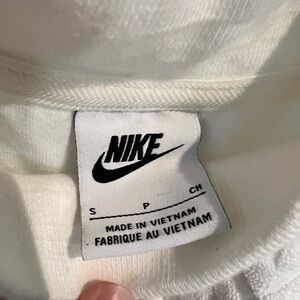 NIKE
S P CH
MADE IN VIETNAM
FABRIQUE AU VIETNAM